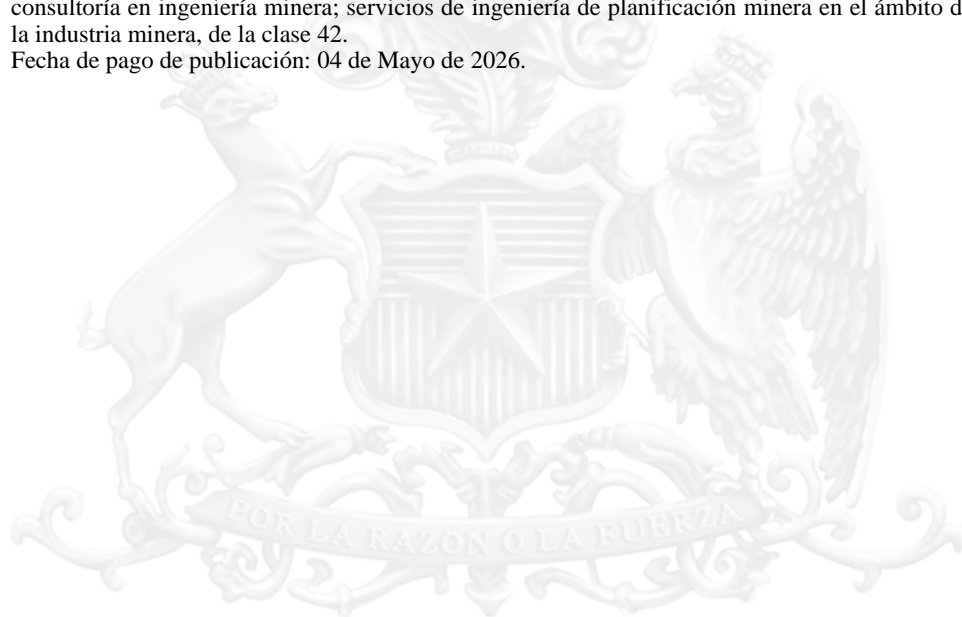 consultoría en ingeniería minera; servicios de ingeniería de planificación minera en el ámbito d
la industria minera, de la clase 42.
Fecha de pago de publicación: 04 de Mayo de 2026.
POR LA RAZON O LA FUERZA